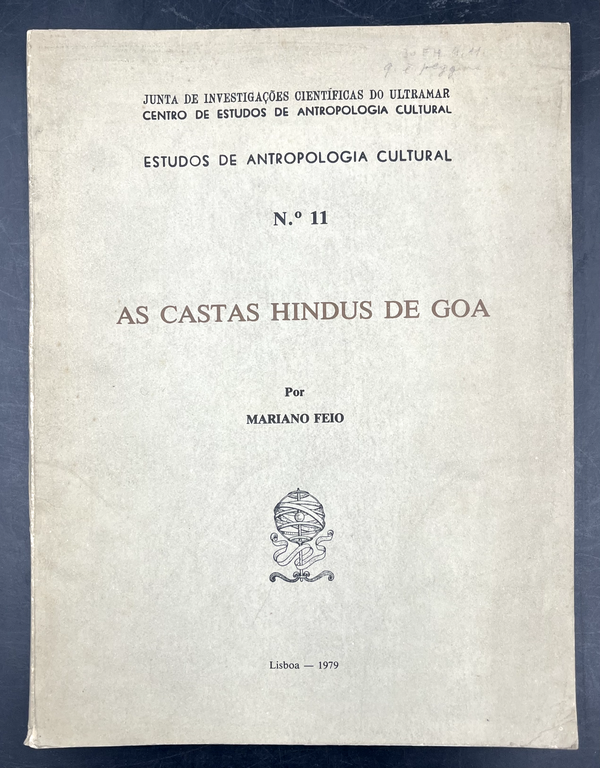 JUNTA DE INVESTIGAÇÕES CIENTÍFICAS DO ULTRAMAR
CENTRO DE ESTUDOS DE ANTROPOLOGIA CULTURAL
ESTUDOS DE ANTROPOLOGIA CULTURAL
N.º 11
AS CASTAS HINDUS DE GOA
Por
MARIANO FEIO
Lisboa — 1979